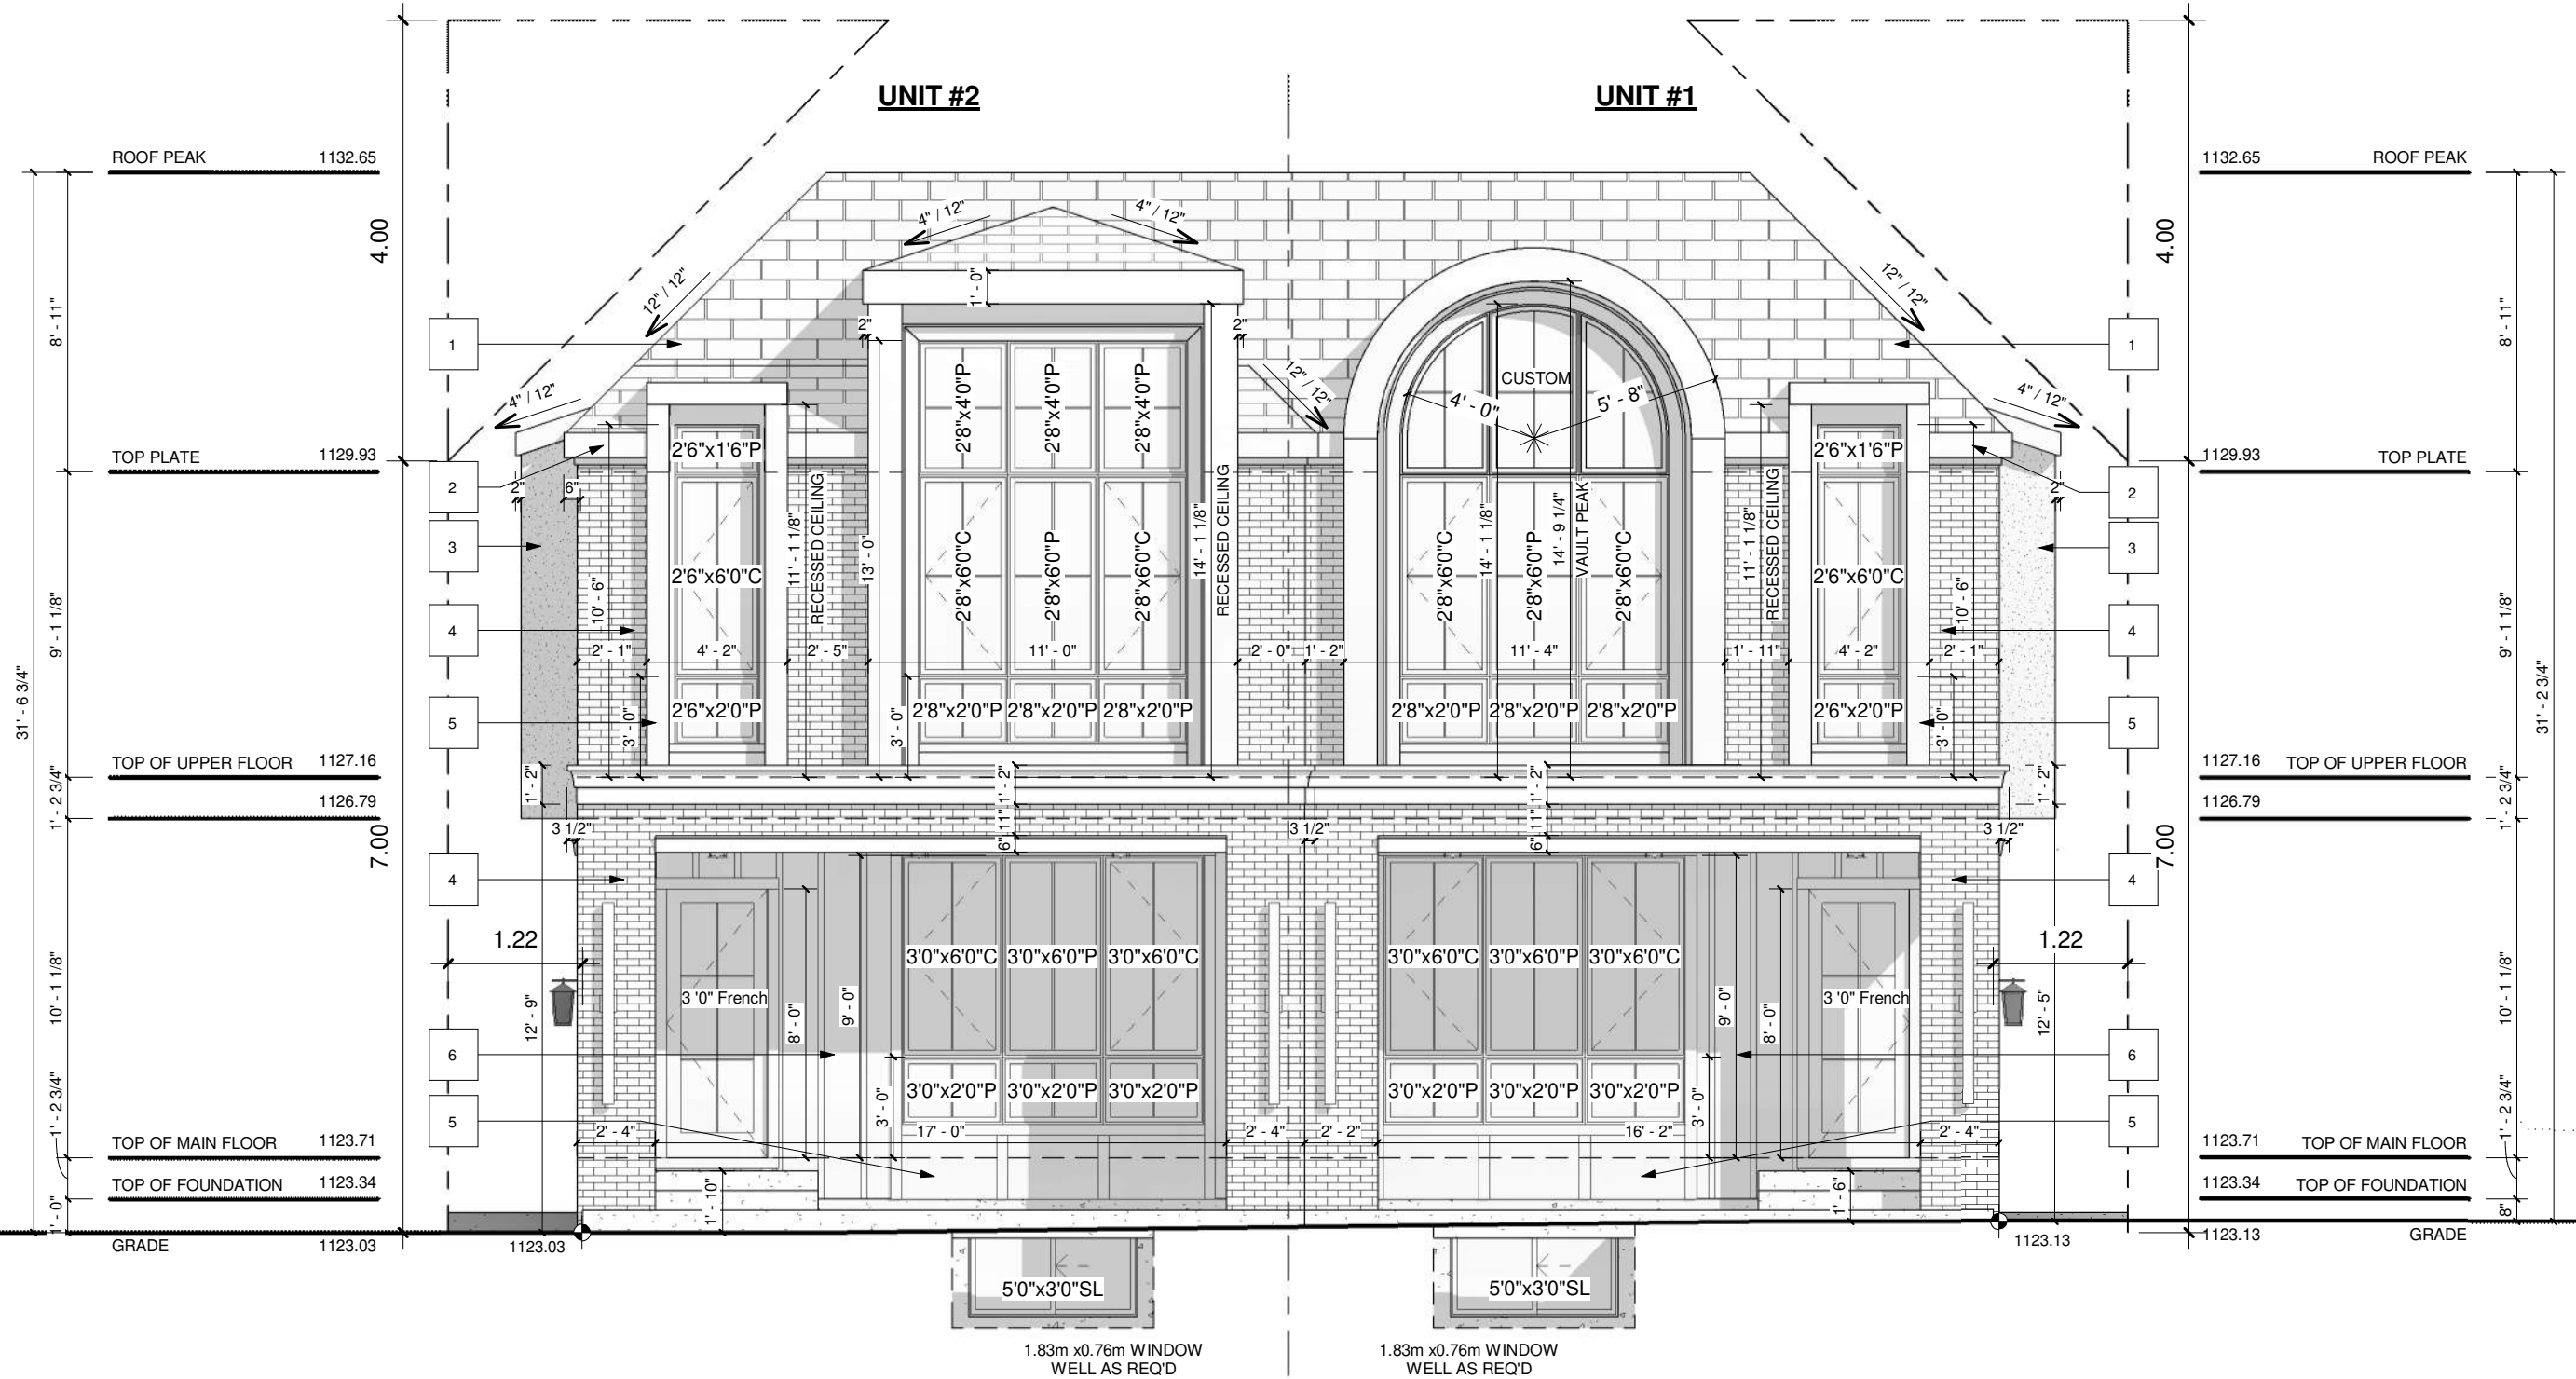 UNIT #2
UNIT #1
ROOF PEAK 1132.65
1132.65 ROOF PEAK
4.00
4.00
4" / 12"
4" / 12"
12" / 12"
12" / 12"
1' - 0"
8' - 11"
8' - 11"
1
1
2"
2"
12" / 12"
CUSTOM
4' - 0"
5' - 8"
4" / 12"
4" / 12"
2'8"x4'0"P
2'8"x4'0"P
2'8"x4'0"P
2'6"x1'6"P
2'6"x1'6"P
TOP PLATE 1129.93
1129.93 TOP PLATE
2
2
2"
6"
2"
3
3
11' - 1 1/8"
RECESSED CEILING
13' - 0"
14' - 1 1/8"
RECESSED CEILING
14' - 1 1/8"
14' - 9 1/4"
VAULT PEAK
11' - 1 1/8"
RECESSED CEILING
10' - 6"
10' - 6"
2'6"x6'0"C
2'8"x6'0"C
2'8"x6'0"P
2'8"x6'0"C
2'8"x6'0"C
2'8"x6'0"P
2'8"x6'0"C
2'6"x6'0"C
4
4
9' - 1 1/8"
9' - 1 1/8"
31' - 6 3/4"
31' - 2 3/4"
2' - 1"
4' - 2"
2' - 5"
11' - 0"
2' - 0"
1' - 2"
11' - 4"
1' - 11"
4' - 2"
2' - 1"
5
5
2'6"x2'0"P
2'8"x2'0"P
2'8"x2'0"P
2'8"x2'0"P
2'8"x2'0"P
2'8"x2'0"P
2'8"x2'0"P
2'6"x2'0"P
3' - 0"
3' - 0"
3' - 0"
TOP OF UPPER FLOOR 1127.16
1127.16 TOP OF UPPER FLOOR
1' - 2"
1' - 2"
1' - 2"
1' - 2"
1' - 2 3/4"
1' - 2 3/4"
1126.79
1126.79
11"
11"
6"
6"
3 1/2"
3 1/2"
3 1/2"
7.00
7.00
4
4
1.22
1.22
3'0"x6'0"C
3'0"x6'0"P
3'0"x6'0"C
3'0"x6'0"C
3'0"x6'0"P
3'0"x6'0"C
3 '0" French
3 '0" French
10' - 1 1/8"
10' - 1 1/8"
12' - 9"
12' - 5"
8' - 0"
9' - 0"
9' - 0"
8' - 0"
6
6
3'0"x2'0"P
3'0"x2'0"P
3'0"x2'0"P
3'0"x2'0"P
3'0"x2'0"P
3'0"x2'0"P
5
5
3' - 0"
3' - 0"
1' - 2 3/4"
1' - 2 3/4"
2' - 4"
17' - 0"
2' - 4"
2' - 2"
16' - 2"
2' - 4"
TOP OF MAIN FLOOR 1123.71
1123.71 TOP OF MAIN FLOOR
TOP OF FOUNDATION 1123.34
1123.34 TOP OF FOUNDATION
1' - 10"
1' - 6"
1' - 0"
8"
GRADE 1123.03
1123.03
1123.13
1123.13 GRADE
5'0"x3'0"SL
5'0"x3'0"SL
1.83m x0.76m WINDOW
WELL AS REQ'D
1.83m x0.76m WINDOW
WELL AS REQ'D